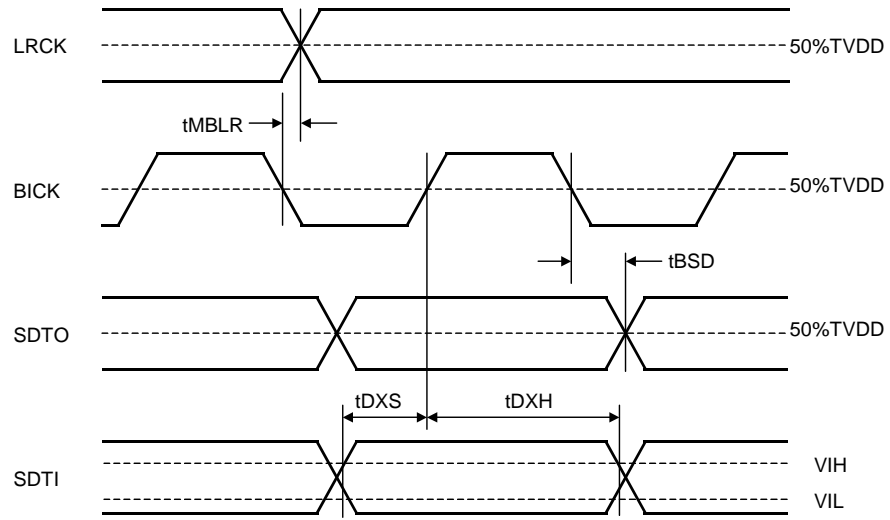 LRCK
50%TVDD
tMBLR
BICK
50%TVDD
tBSD
SDTO
50%TVDD
tDXS
tDXH
SDTI
VIH
VIL